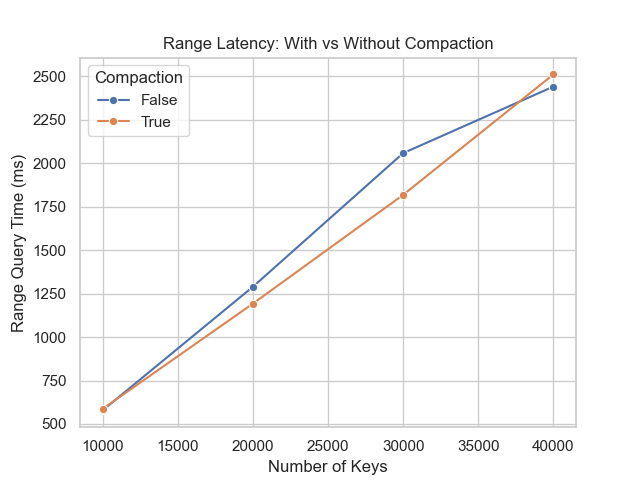 Range Latency: With vs Without Compaction
Compaction
False
True
Range Query Time (ms)
2500
2250
2000
1750
1500
1250
1000
750
500
10000 15000 20000 25000 30000 35000 40000
Number of Keys